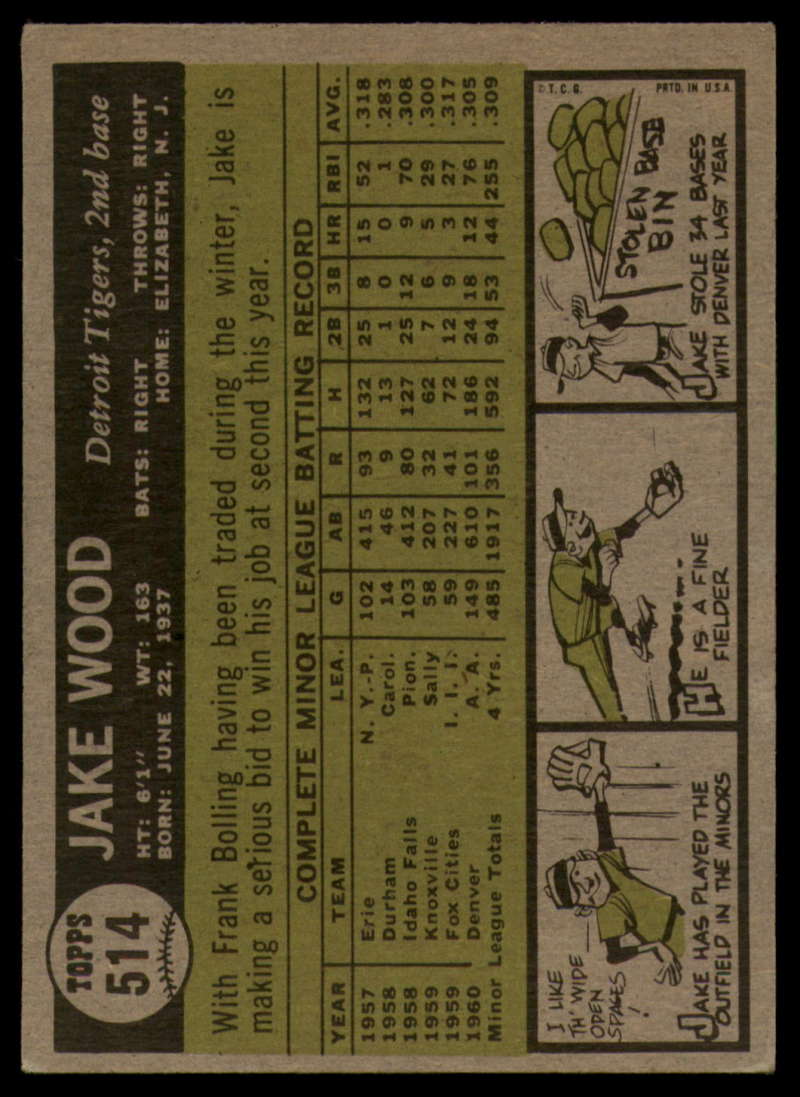 TOPPS
514
JAKE WOOD
Detroit Tigers, 2nd base
HT: 6'1" WT: 163 BATS: RIGHT THROWS: RIGHT
BORN: JUNE 22, 1937 HOME: ELIZABETH, N. J.
With Frank Bolling having been traded during the winter, Jake is
making a serious bid to win his job at second this year.
COMPLETE MINOR LEAGUE BATTING RECORD
YEAR TEAM LEA. G AB R H 2B 3B HR RBI AVG.
1957 Erie N. Y.-P. 102 415 93 132 25 8 15 52 .318
1958 Durham Carol. 14 46 9 13 1 0 0 1 .283
1958 Idaho Falls Pion. 103 412 80 127 25 12 9 70 .308
1959 Knoxville Sally 58 207 32 62 7 6 5 29 .300
1959 Fox Cities I. I. I. 59 227 41 72 12 9 3 27 .317
1960 Denver A. A. 149 610 101 186 24 18 12 76 .305
Minor League Totals 4 Yrs. 485 1917 356 592 94 53 44 255 .309
I LIKE
TH' WIDE
OPEN
SPACES
!
JAKE HAS PLAYED THE
OUTFIELD IN THE MINORS
HE IS A FINE
FIELDER
© T. C. G. PRTD. IN U.S.A.
STOLEN BASE
BIN
JAKE STOLE 34 BASES
WITH DENVER LAST YEAR